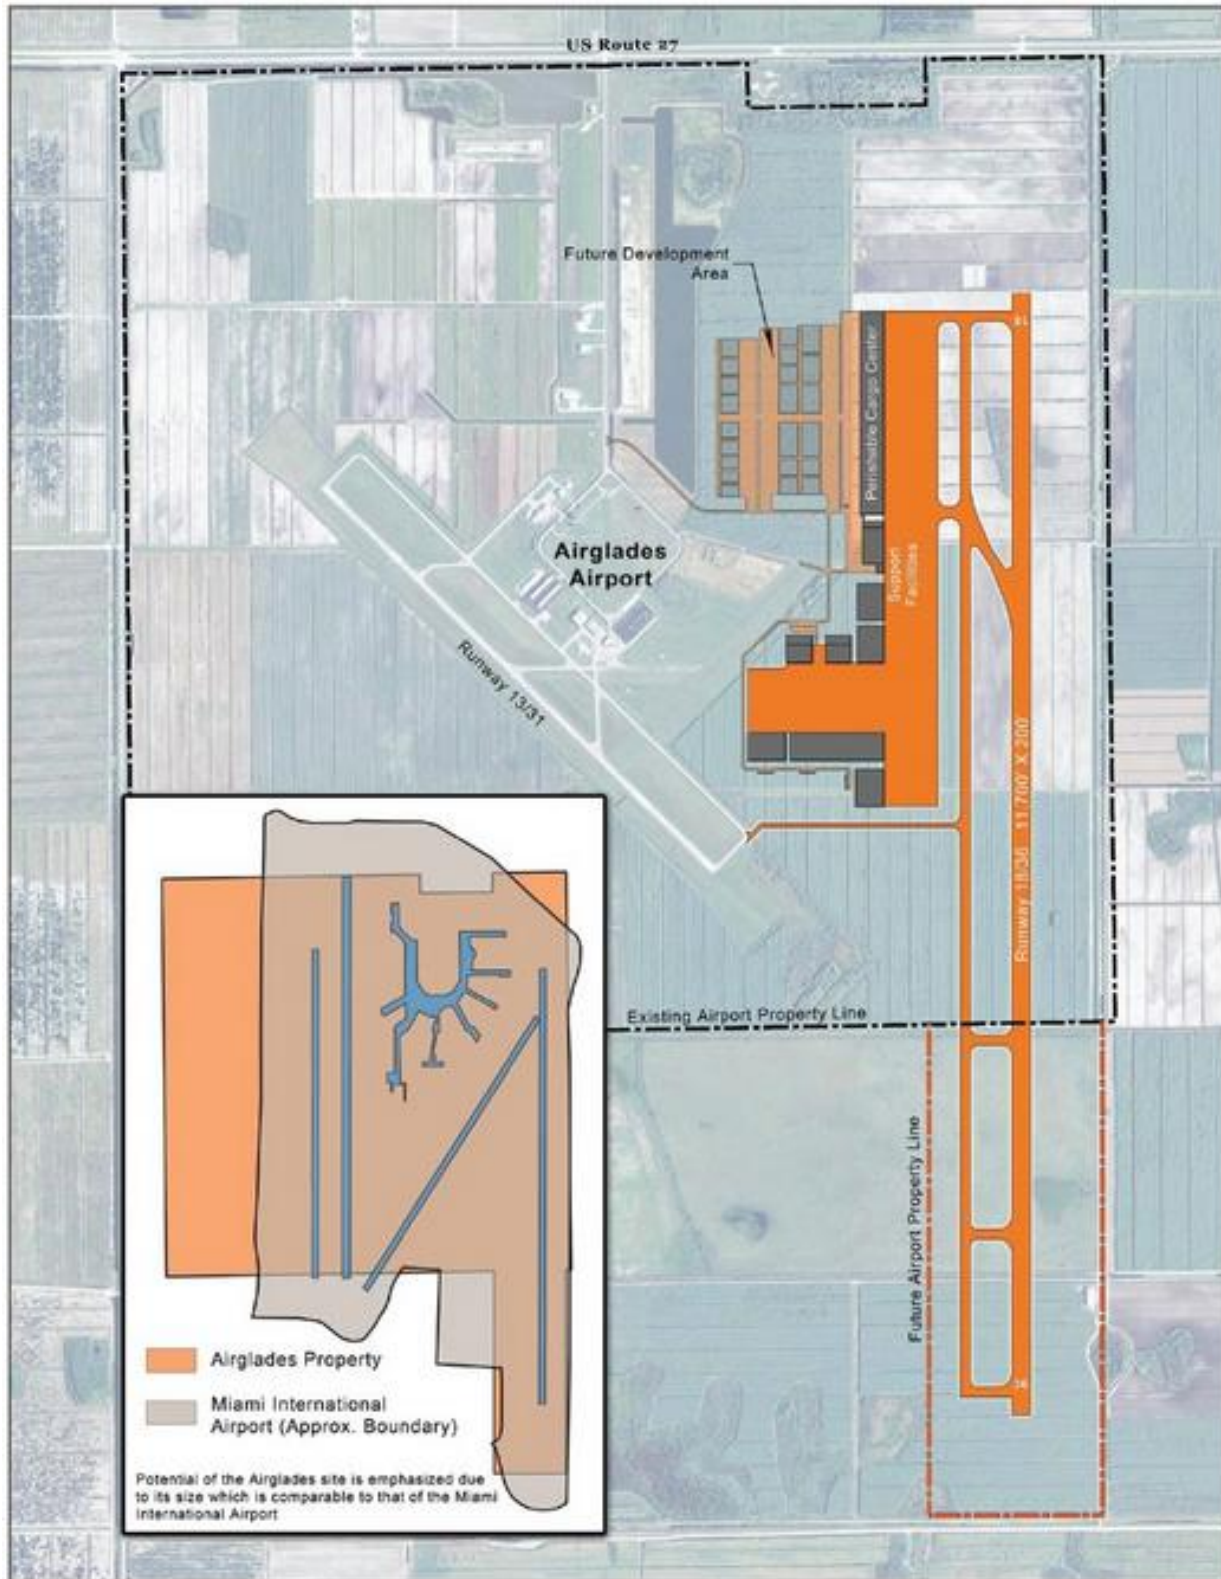 US Route 27
Future Development
Area
Perishable Cargo Center
18
Support
Facilities
Airglades
Airport
Runway 13/31
Runway 18/36 11,700' X 200'
Existing Airport Property Line
Future Airport Property Line
36
Airglades Property
Miami International
Airport (Approx. Boundary)
Potential of the Airglades site is emphasized due
to its size which is comparable to that of the Miami
International Airport